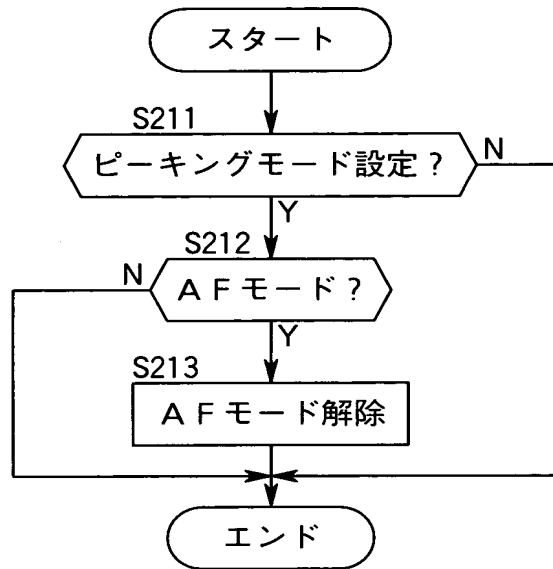 スタート
S211
ピーキングモード設定？
N
Y
S212
N
ＡＦモード？
Y
S213
ＡＦモード解除
エンド